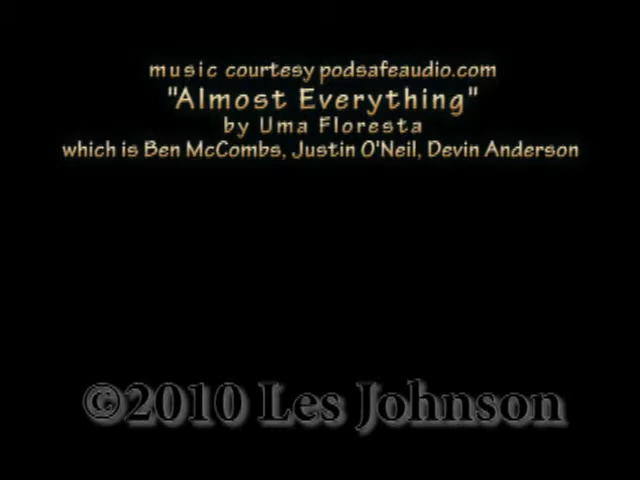 music courtesy podsafeaudio.com
"Almost Everything"
by Uma Floresta
which is Ben McCombs, Justin O'Neil, Devin Anderson
©2010 Les Johnson